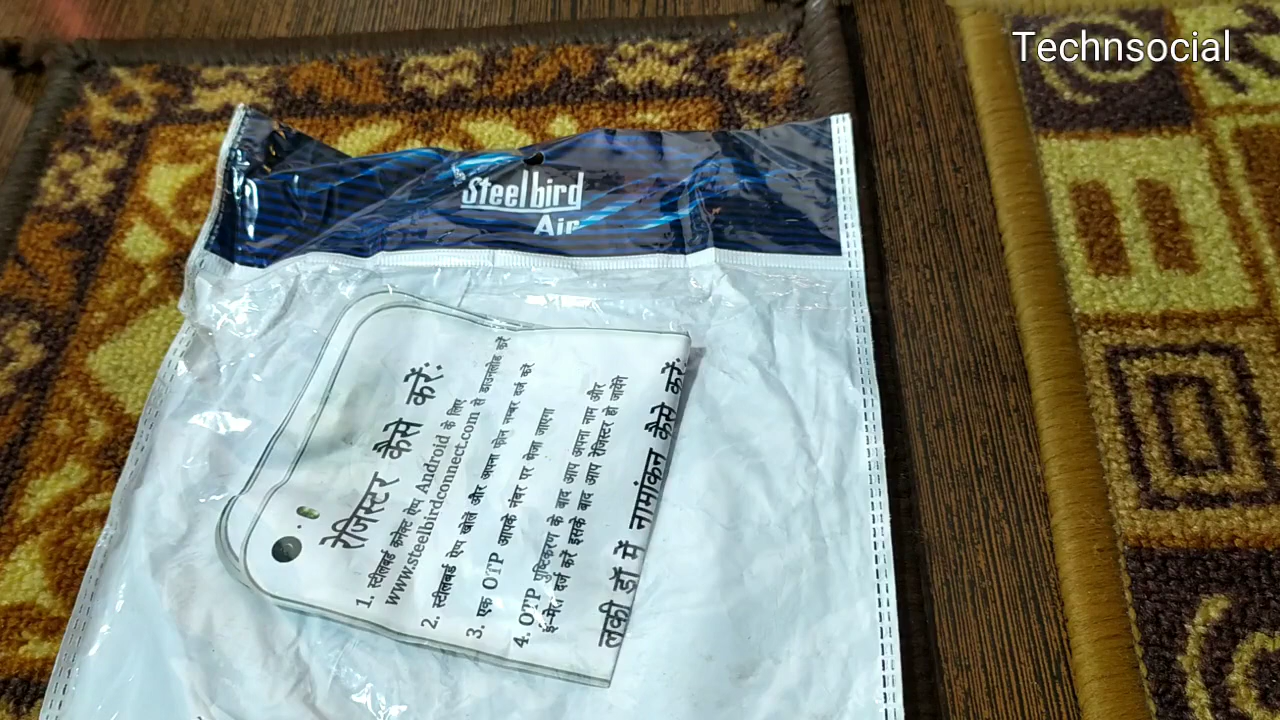 Technsocial
Steelbird
Air
रजिस्टर कैसे करें:
1. स्टीलबर्ड कनेक्ट ऐप Android के लिए
www.steelbirdconnect.com से डाउनलोड करें
2. स्टीलबर्ड ऐप खोलें और अपना फोन नम्बर दर्ज करें
3. एक OTP आपके नंबर पर भेजा जाएगा
4. OTP पुष्टिकरण के बाद आप अपना नाम और
ई-मेल दर्ज करें इसके बाद आप रजिस्टर हो जायेंगे
लकी ड्रॉ में नामांकन कैसे करें: